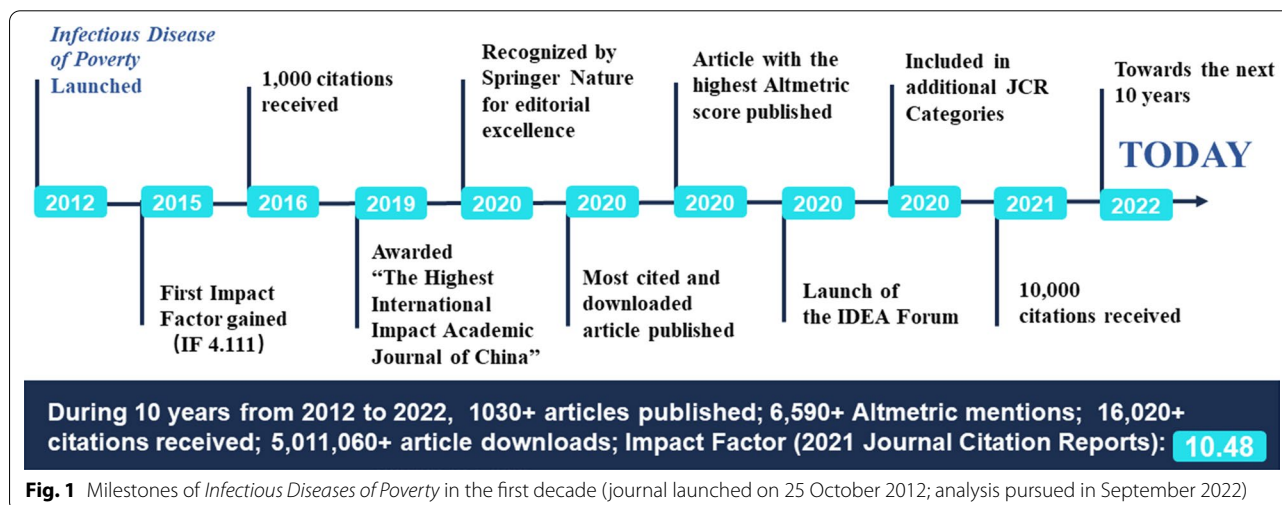 Infectious Disease
of Poverty
Launched
1,000 citations
received
Recognized by
Springer Nature
for editorial
excellence
Article with the
highest Altmetric
score published
Included in
additional JCR
Categories
Towards the next
10 years
TODAY
2012
2015
2016
2019
2020
2020
2020
2020
2020
2021
2022
First Impact
Factor gained
(IF 4.111)
Awarded
“The Highest
International
Impact Academic
Journal of China”
Most cited and
downloaded
article published
Launch of
the IDEA Forum
10,000
citations received
During 10 years from 2012 to 2022, 1030+ articles published; 6,590+ Altmetric mentions; 16,020+
citations received; 5,011,060+ article downloads; Impact Factor (2021 Journal Citation Reports): 10.48
Fig. 1 Milestones of Infectious Diseases of Poverty in the first decade (journal launched on 25 October 2012; analysis pursued in September 2022)